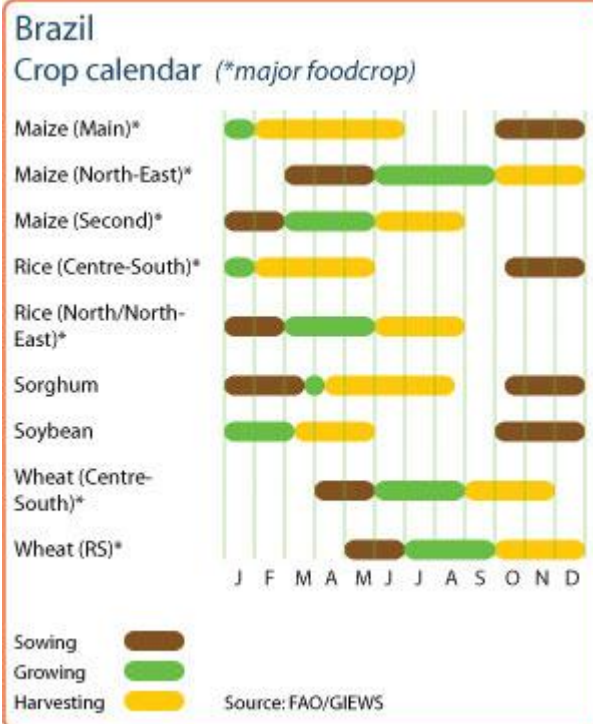 Brazil
Crop calendar (*major foodcrop)
Maize (Main)*
Maize (North-East)*
Maize (Second)*
Rice (Centre-South)*
Rice (North/North-
East)*
Sorghum
Soybean
Wheat (Centre-
South)*
Wheat (RS)*
J F M A M J J A S O N D
Sowing
Growing
Harvesting Source: FAO/GIEWS